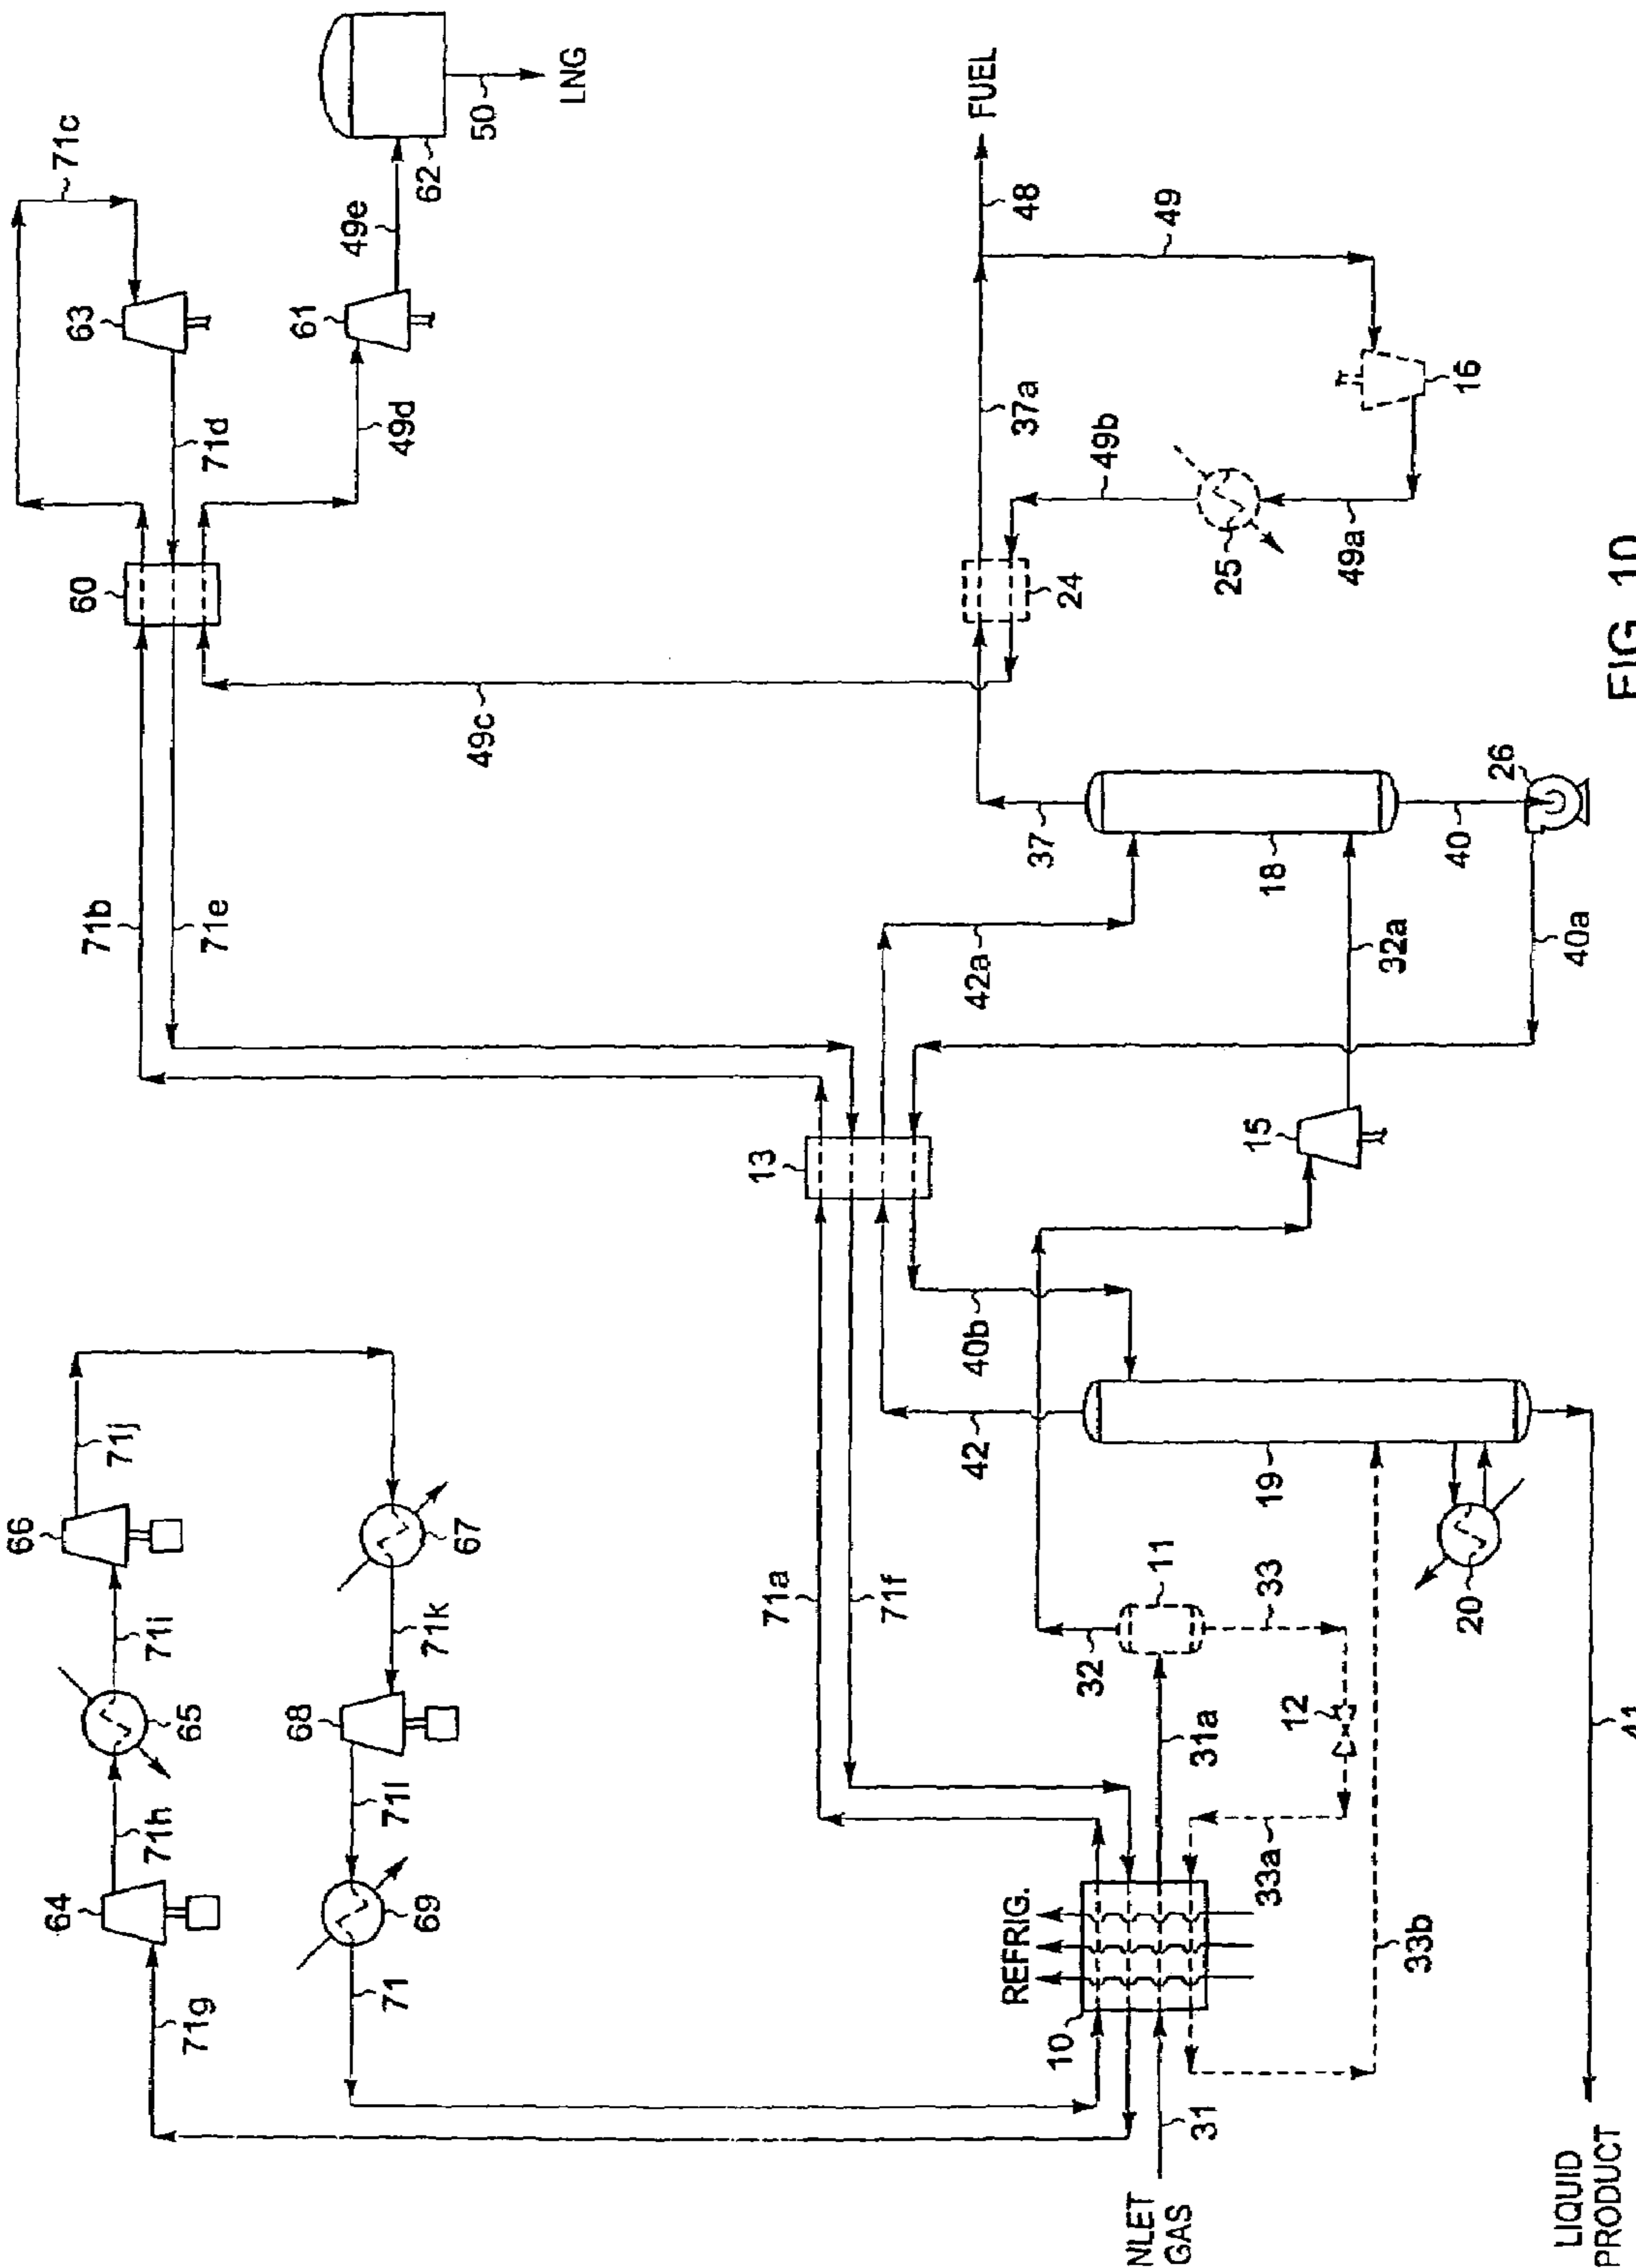 71c
63
71d
60
71b
71e
LNG
50
62
49e
61
49d
49c
FUEL
48
49
37a
16
49b
25
49a
24
37
18
26
40
40a
42a
32a
15
13
40b
42
19
20
41
71j
66
67
71i
65
71k
68
71h
64
71l
69
71
71g
71a
71f
11
33
32
12
31a
33a
33b
REFRIG.
10
31
NLET
GAS
LIQUID
PRODUCT
FIG. 10